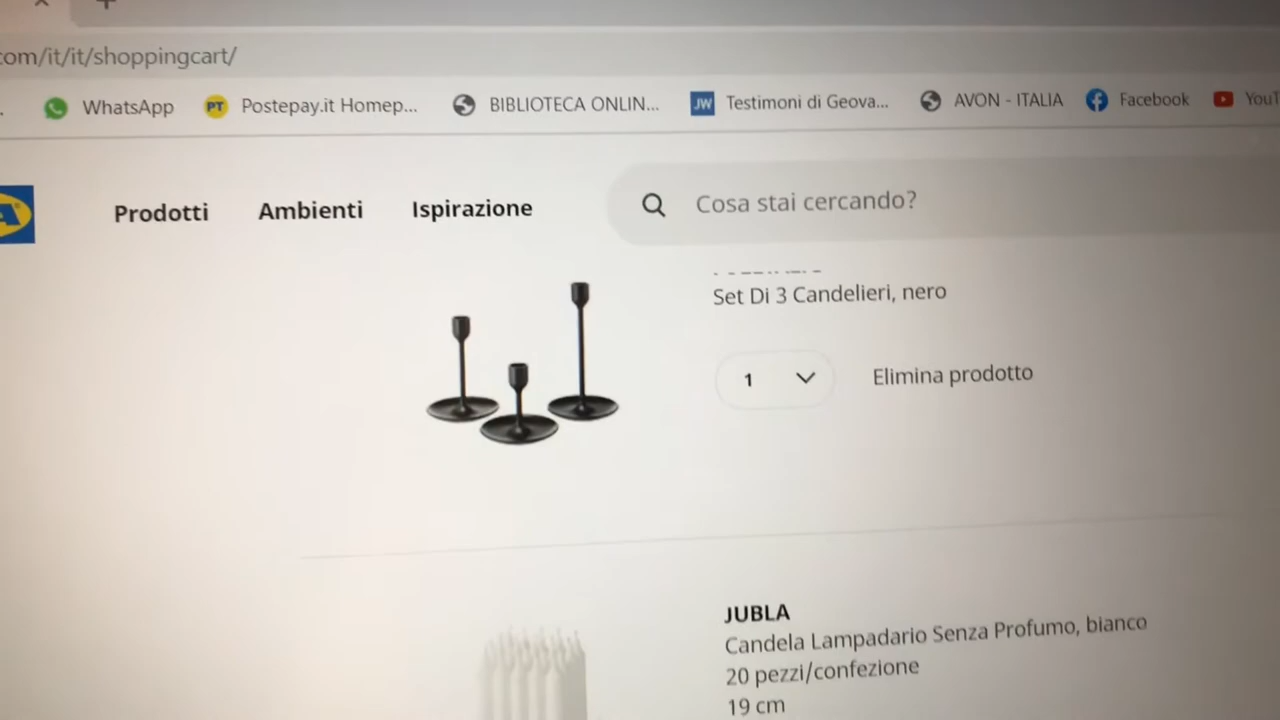 com/it/it/shoppingcart/
WhatsApp
PT
Postepay.it Homep...
BIBLIOTECA ONLIN...
JW
Testimoni di Geova...
AVON - ITALIA
Facebook
Prodotti
Ambienti
Ispirazione
Cosa stai cercando?
Set Di 3 Candelieri, nero
1
Elimina prodotto
JUBLA
Candela Lampadario Senza Profumo, bianco
20 pezzi/confezione
19 cm